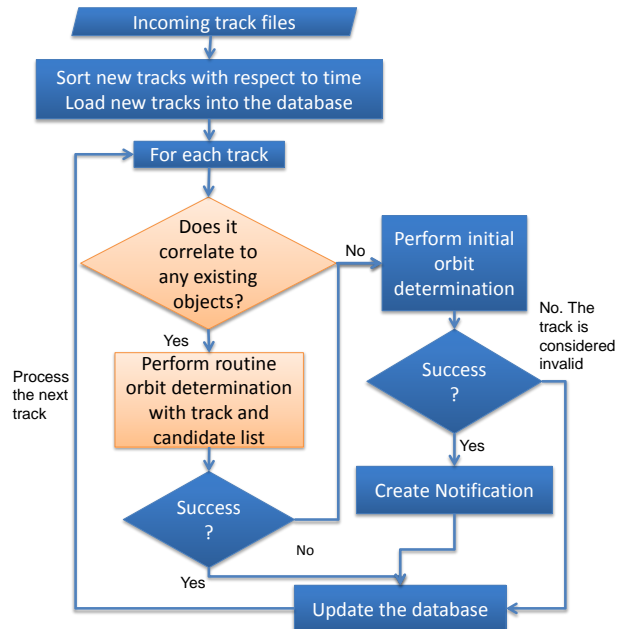 Incoming track files
Sort new tracks with respect to time
Load new tracks into the database
For each track
Does it
correlate to
any existing
objects?
No
Perform initial
orbit
determination
Yes
Perform routine
orbit determination
with track and
candidate list
No. The
track is
considered
invalid
Process
the next
track
Success
?
Yes
Create Notification
Success
?
No
Yes
Update the database